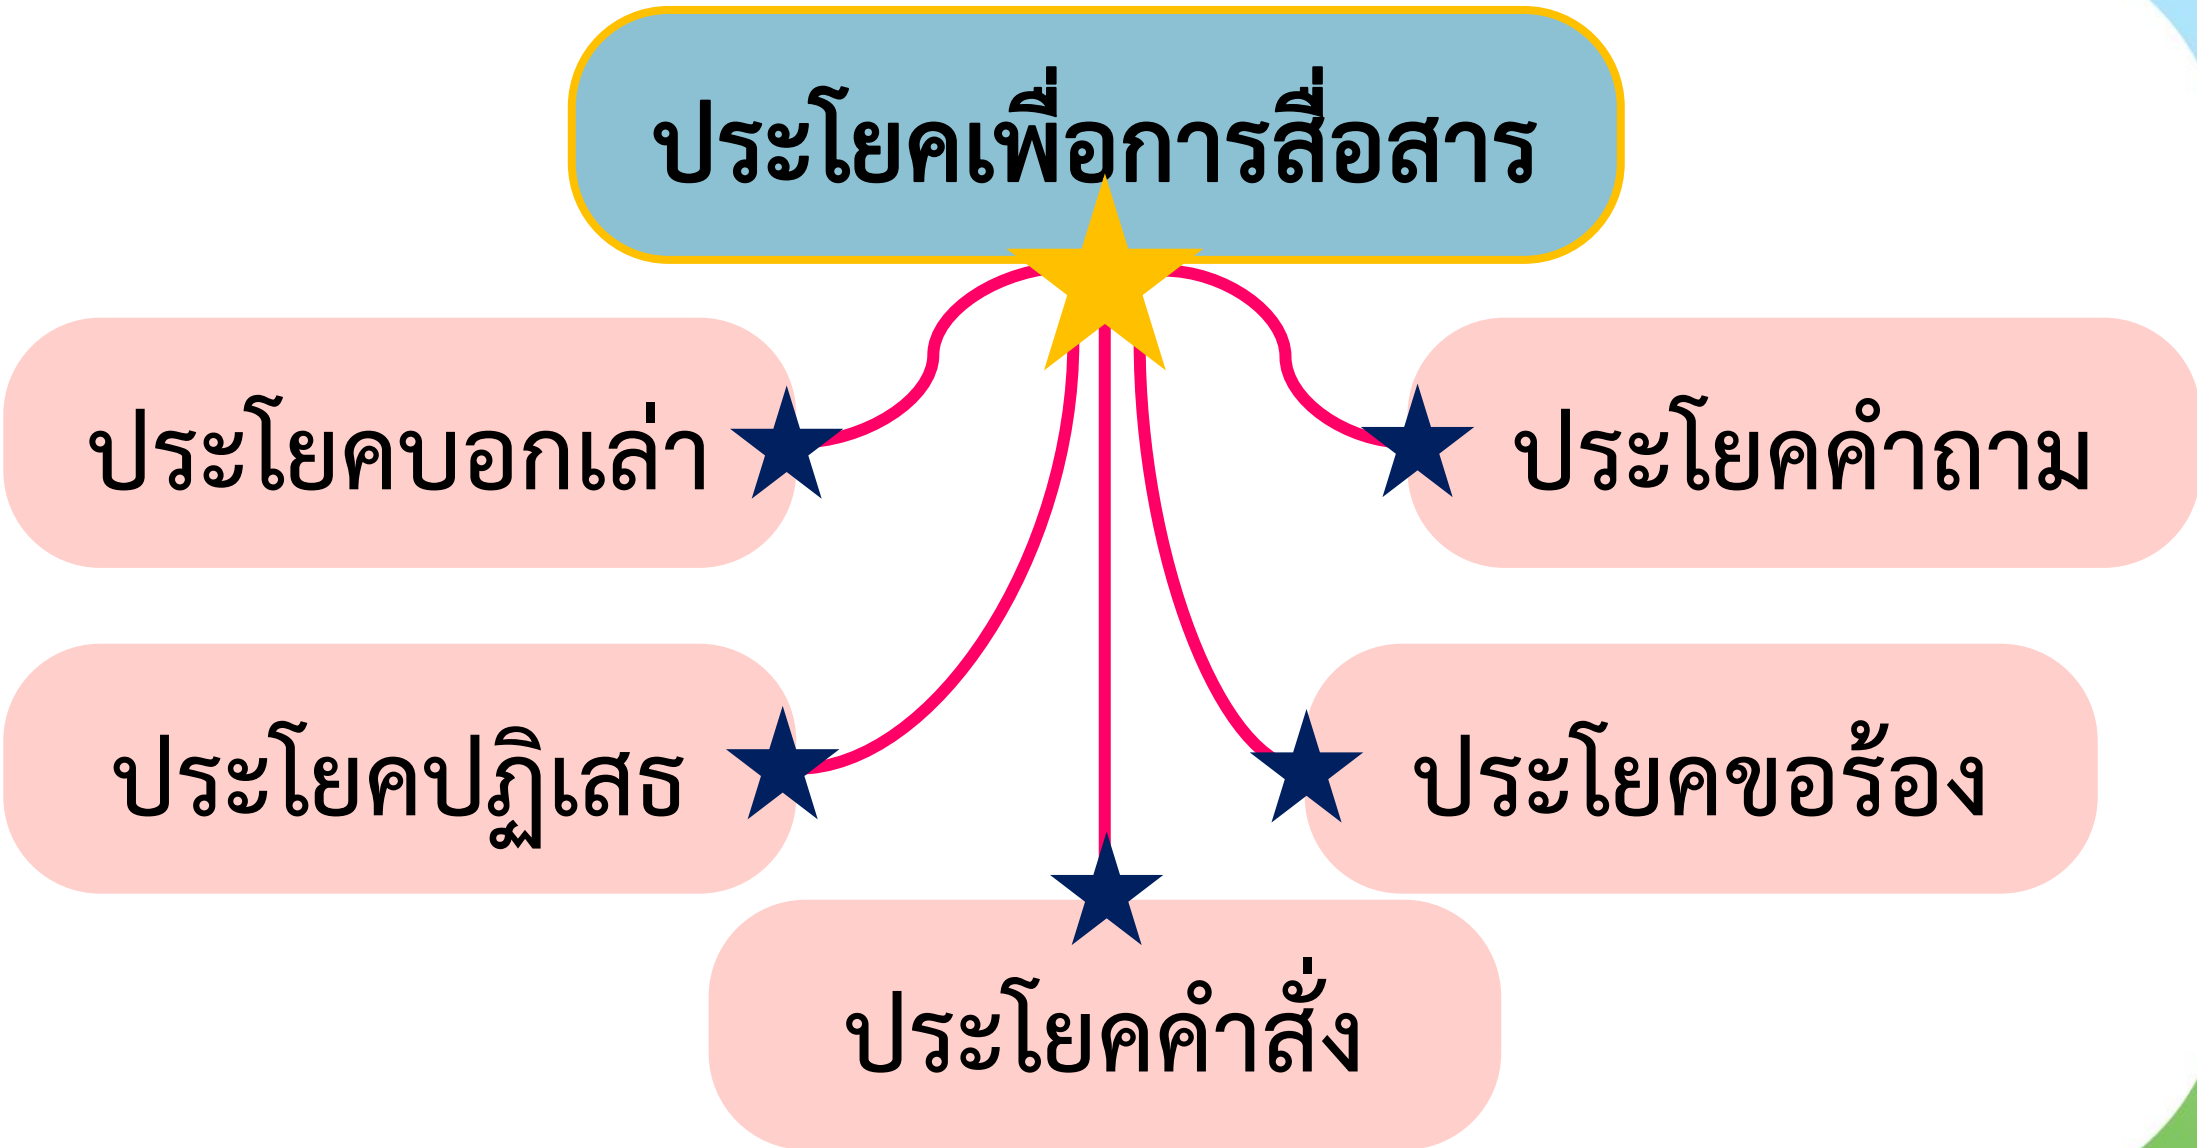 ประโยคเพื่อการสื่อสาร
ประโยคบอกเล่า
ประโยคคำถาม
ประโยคปฏิเสธ
ประโยคขอร้อง
ประโยคคำสั่ง